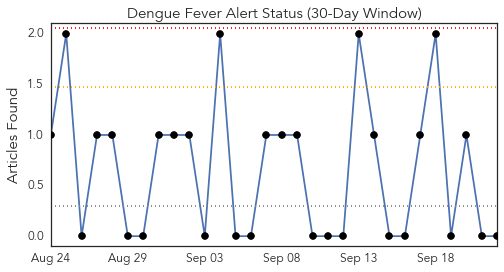 Dengue Fever Alert Status (30-Day Window)
2.0
1.5
1.0
0.5
0.0
Articles Found
Aug 24 Aug 29 Sep 03 Sep 08 Sep 13 Sep 18